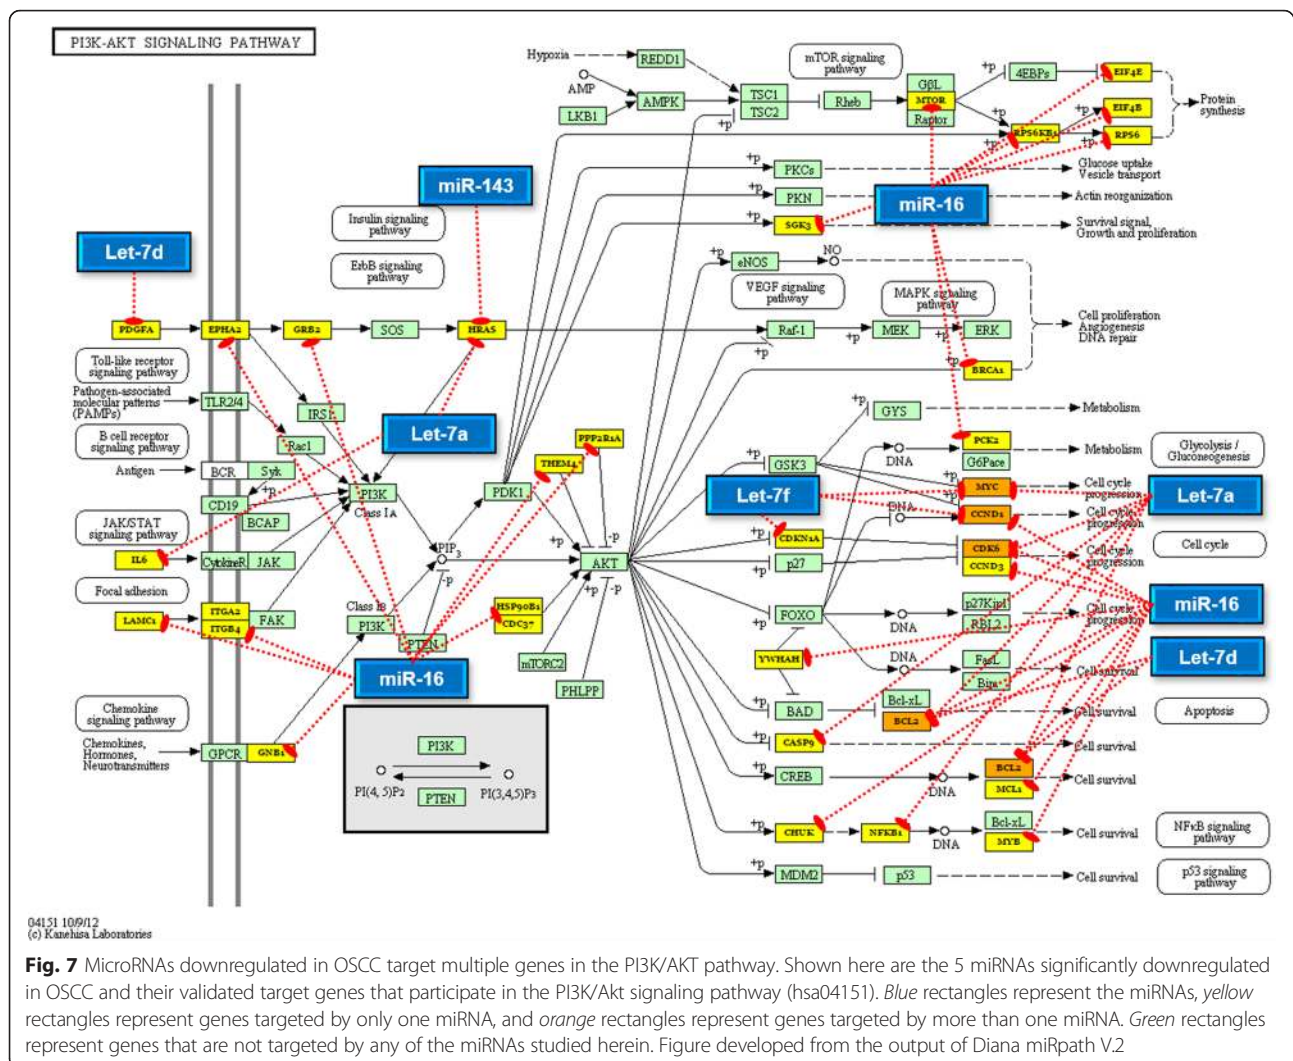 PI3K-AKT SIGNALING PATHWAY
Hypoxia
REDD1
AMP
LKB1
AMPK
TSC1
TSC2
+p
Rheb
mTOR signaling
pathway
GβL
MTOR
Raptor
+p
4EBPs
EIF4E
EIF4B
RPS6KB1
RPS6
+p
+p
+p
+p
Protein
synthesis
miR-143
+p
PKCs
Glucose uptake
Vesicle transport
+p
PKN
Actin reorganization
miR-16
+p
SGK3
Survival signal,
Growth and proliferation
Insulin signaling
pathway
ErbB signaling
pathway
Let-7d
+p
eNOS
NO
VEGF signaling
pathway
MAPK signaling
pathway
PDGFA
EPHA2
GRB2
SOS
HRAS
Raf-1
+p
MEK
+p
ERK
+p
Cell proliferation
Angiogenesis
DNA repair
+p
BRCA1
Toll-like receptor
signaling pathway
Pathogen-associated
molecular patterns
(PAMPs)
TLR2/4
IRS1
Rac1
B cell receptor
signaling pathway
Antigen
BCR
Syk
CD19
+p
BCAP
PI3K
Class IA
Let-7a
PPP2R1A
THEM4
PDK1
+p
GYS
Metabolism
DNA
PCK2
G6Pace
Metabolism
Glycolysis /
Gluconeogenesis
+p
GSK3
Let-7f
+p
+p
MYC
Cell cycle
progression
DNA
CCND1
Cell cycle
progression
Let-7a
JAK/STAT
signaling pathway
IL6
CytokineR
JAK
PIP3
-p
+p
-p
AKT
+p
CDKN1A
+p
p27
CDK6
CCND3
Cell cycle
progression
Cell cycle
Focal adhesion
LAMC1
ITGA2
ITGB4
FAK
Class IB
PI3K
PTEN
HSP90B1
CDC37
+p
-p
mTORC2
PHLPP
+p
FOXO
DNA
p27Kip1
RBL2
Cell cycle
progression
miR-16
YWHAH
DNA
FasL
Bim
Cell survival
Let-7d
miR-16
Chemokine
signaling pathway
Chemokines,
Hormones,
Neurotransmitters
GPCR
GNB1
+p
BAD
Bcl-xL
BCL2
Cell survival
Apoptosis
+p
CASP9
Cell survival
+p
CREB
DNA
BCL2
MCL1
Cell survival
PI3K
PI(4, 5)P2
PI(3,4,5)P3
PTEN
+p
CHUK
NFKB1
DNA
Bcl-xL
MYB
Cell survival
NFκB signaling
pathway
+p
MDM2
p53
Cell survival
p53 signaling
pathway
04151 10/9/12
(c) Kanehisa Laboratories
Fig. 7 MicroRNAs downregulated in OSCC target multiple genes in the PI3K/AKT pathway. Shown here are the 5 miRNAs significantly downregulated
in OSCC and their validated target genes that participate in the PI3K/Akt signaling pathway (hsa04151). Blue rectangles represent the miRNAs, yellow
rectangles represent genes targeted by only one miRNA, and orange rectangles represent genes targeted by more than one miRNA. Green rectangles
represent genes that are not targeted by any of the miRNAs studied herein. Figure developed from the output of Diana miRpath V.2